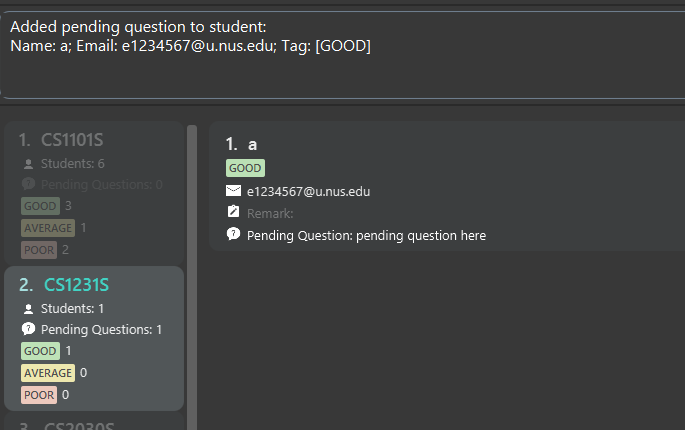 Added pending question to student:
Name: a; Email: e1234567@u.nus.edu; Tag: [GOOD]
1. CS1101S
Students: 6
Pending Questions: 0
GOOD 3
AVERAGE 1
POOR 2
2. CS1231S
Students: 1
Pending Questions: 1
GOOD 1
AVERAGE 0
POOR 0
3. CS2030S
1. a
GOOD
e1234567@u.nus.edu
Remark:
Pending Question: pending question here